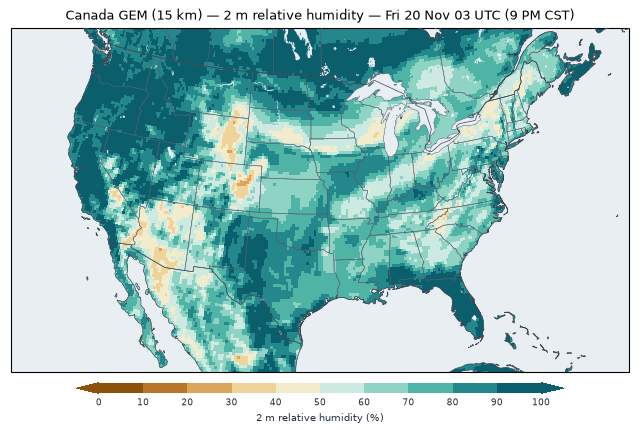 Canada GEM (15 km) — 2 m relative humidity — Fri 20 Nov 03 UTC (9 PM CST)
0 10 20 30 40 50 60 70 80 90 100
2 m relative humidity (%)